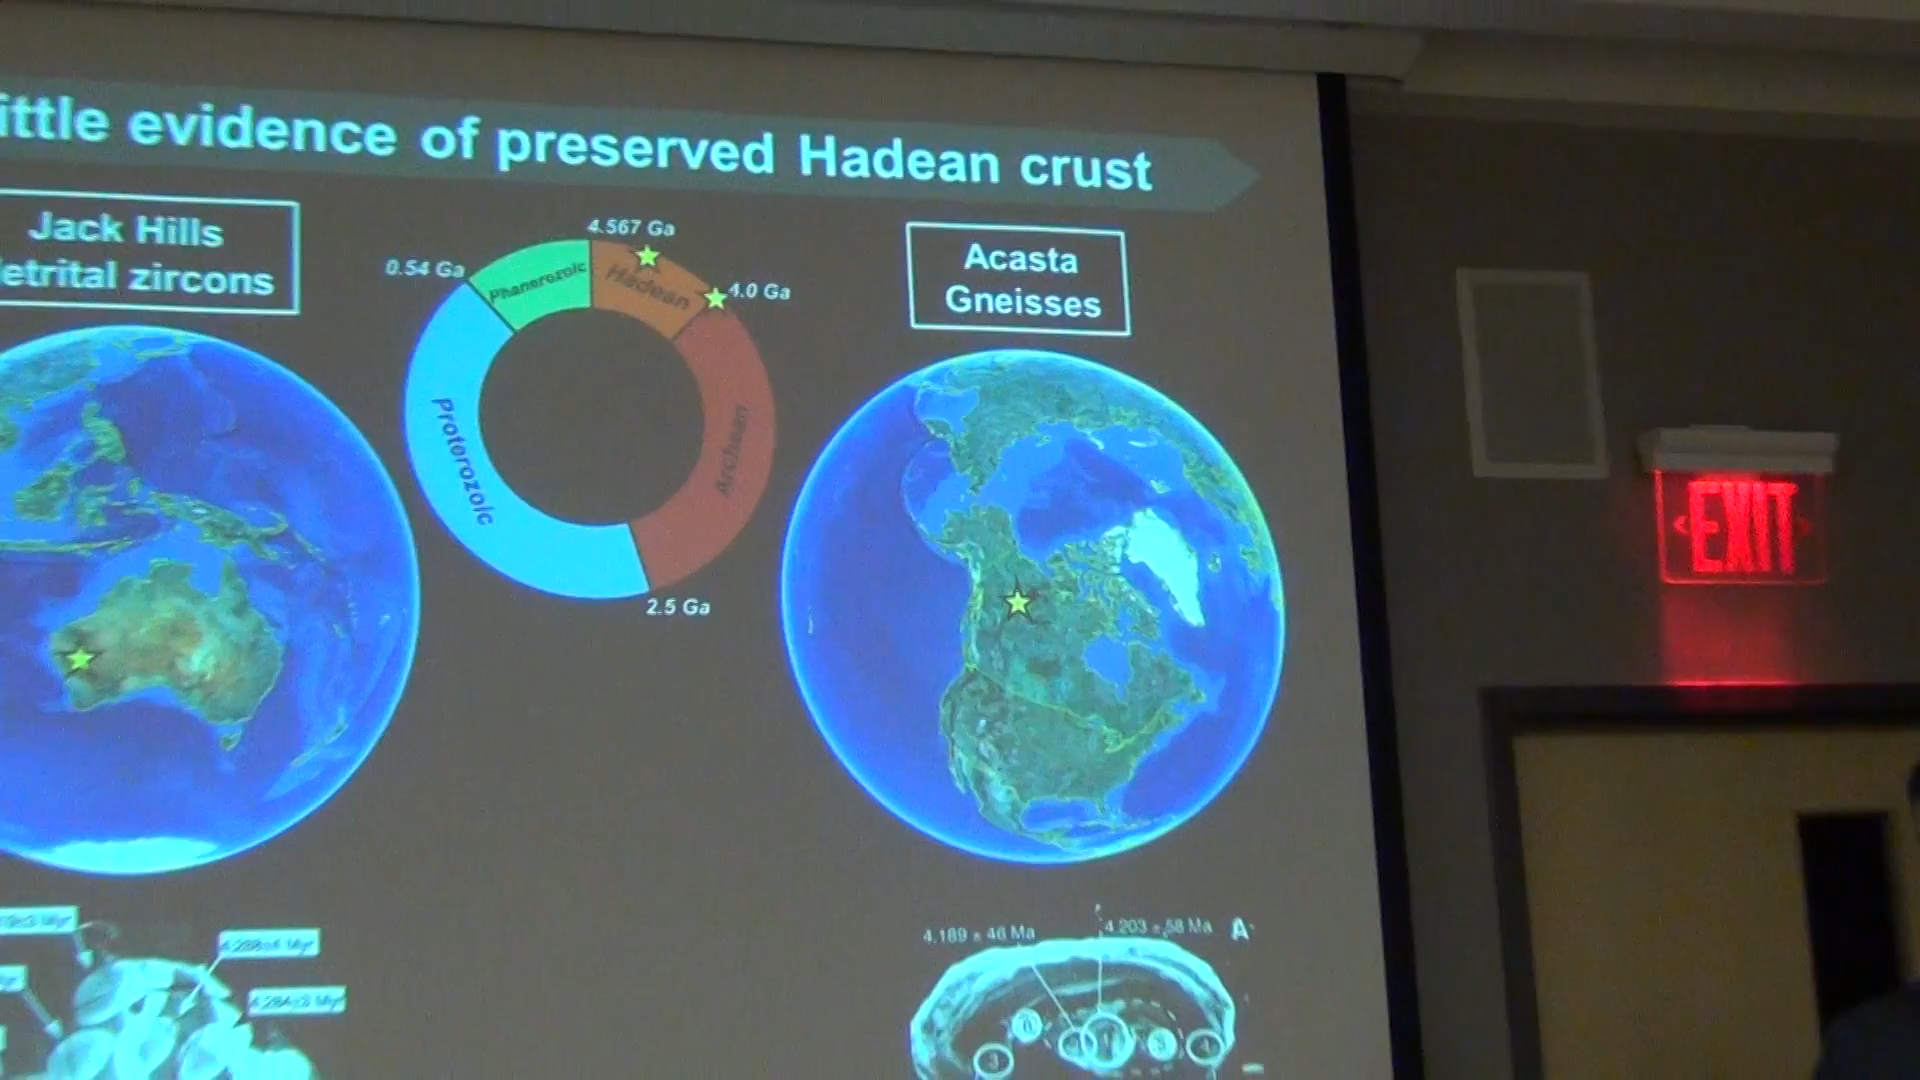 ittle evidence of preserved Hadean crust
Jack Hills
etrital zircons
4.567 Ga
0.54 Ga
Phanerozoic
Hadean
4.0 Ga
Proterozoic
Archean
2.5 Ga
Acasta
Gneisses
EXIT
4.189 ± 46 Ma
4.203 ± 58 Ma
A
3